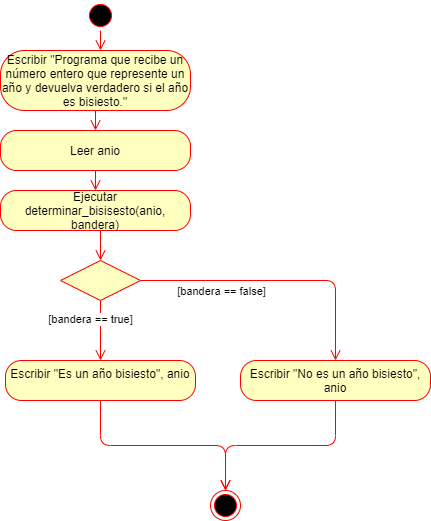 Escribir "Programa que recibe un
número entero que represente un
año y devuelva verdadero si el año
es bisiesto."
Leer anio
Ejecutar
determinar_bisisesto(anio,
bandera)
[bandera == false]
[bandera == true]
Escribir "Es un año bisiesto", anio
Escribir "No es un año bisiesto",
anio